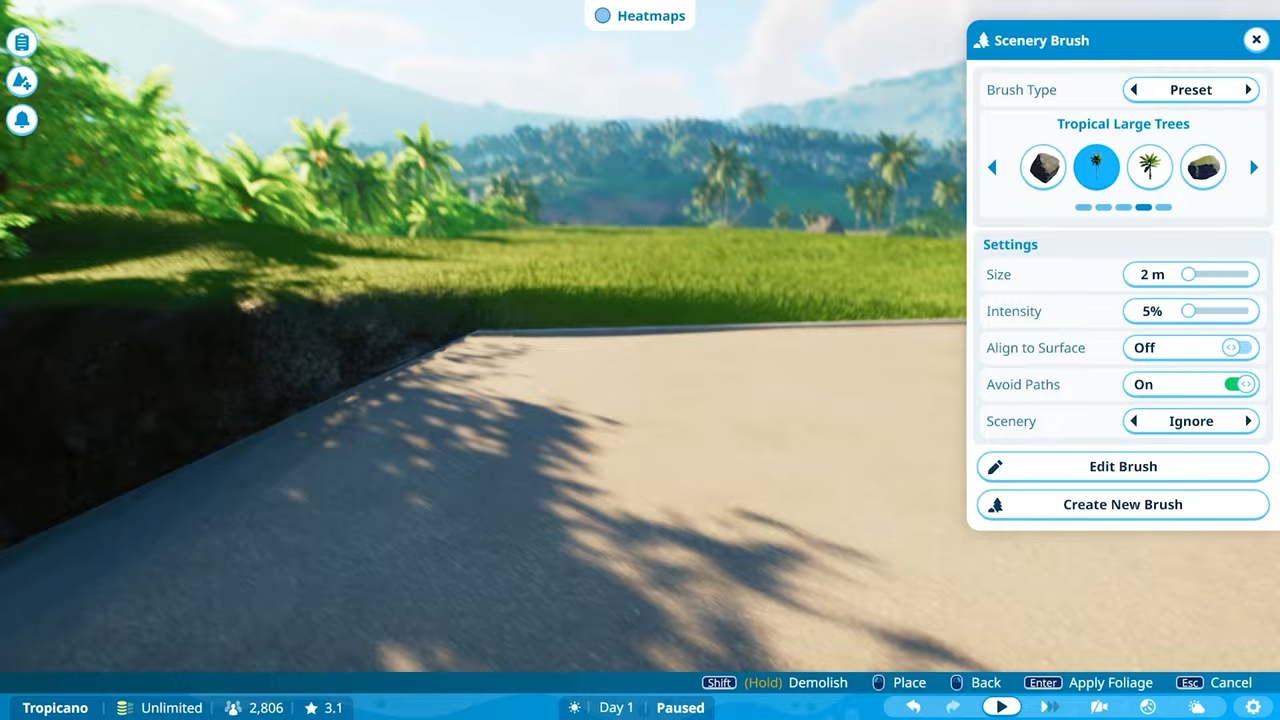 Heatmaps
Scenery Brush
Brush Type
Preset
Tropical Large Trees
Settings
Size
2 m
Intensity
5%
Align to Surface
Off
Avoid Paths
On
Scenery
Ignore
Edit Brush
Create New Brush
Shift (Hold) Demolish Place Back Enter Apply Foliage Esc Cancel
Tropicano Unlimited 2,806 3.1 Day 1 Paused